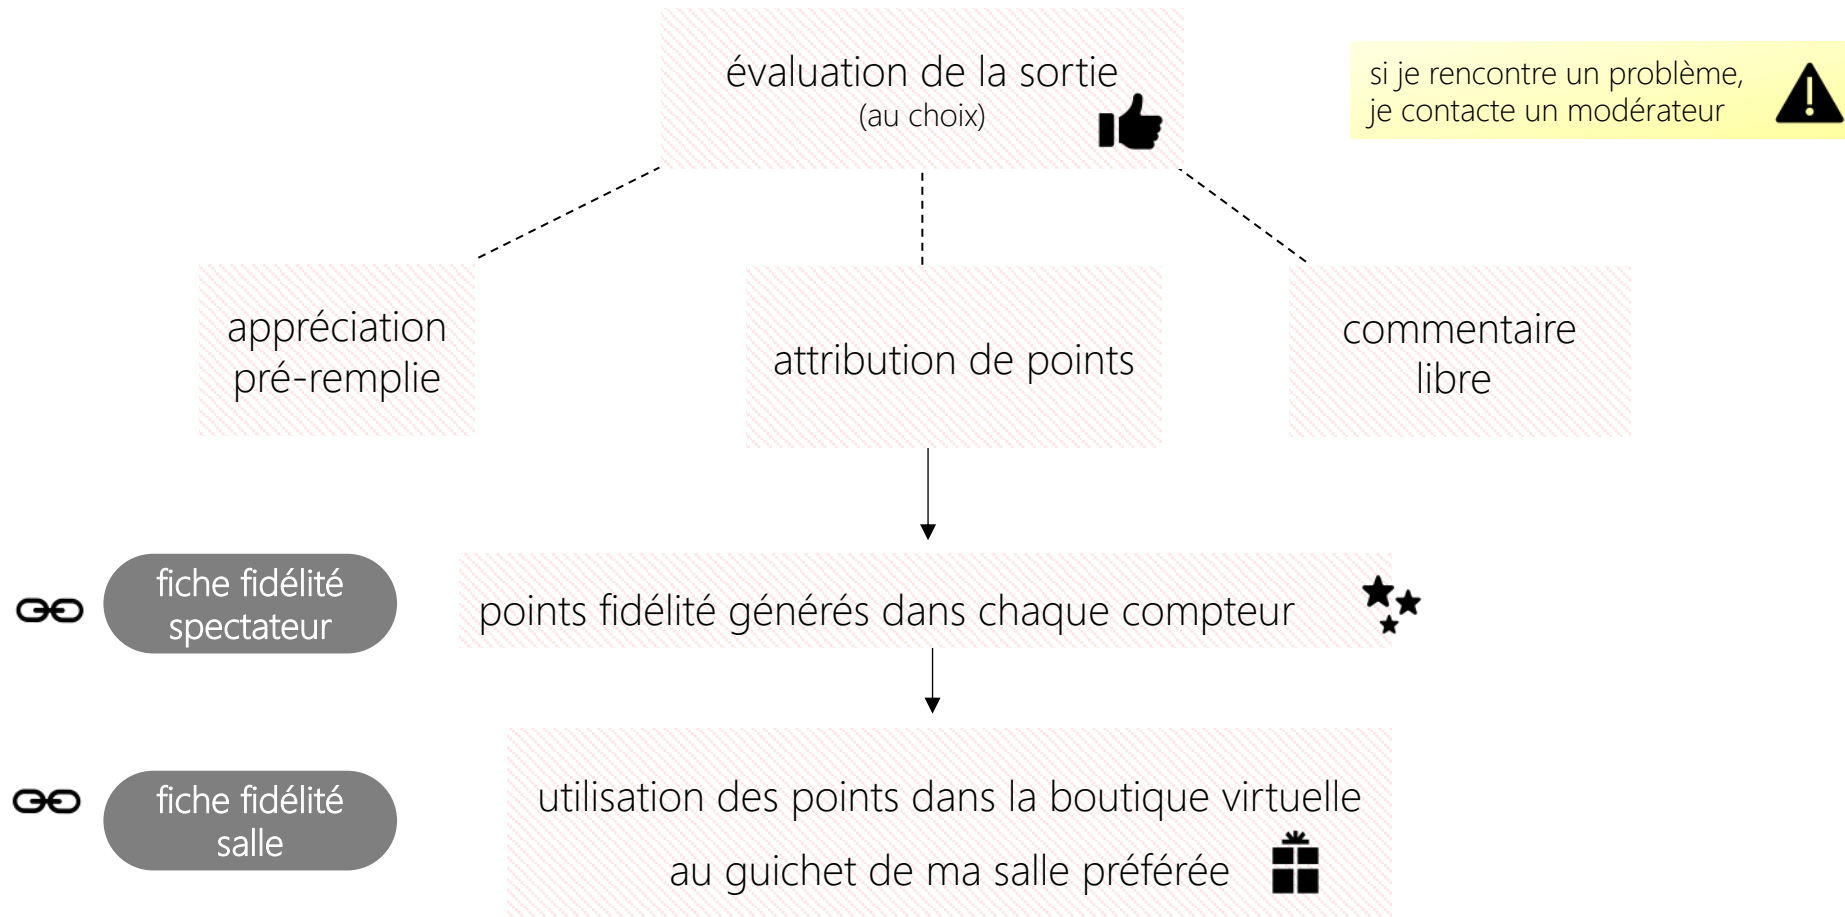 évaluation de la sortie
(au choix)
si je rencontre un problème,
je contacte un modérateur
appréciation
pré-remplie
attribution de points
commentaire
libre
fiche fidélité
spectateur
points fidélité générés dans chaque compteur
fiche fidélité
salle
utilisation des points dans la boutique virtuelle
au guichet de ma salle préférée